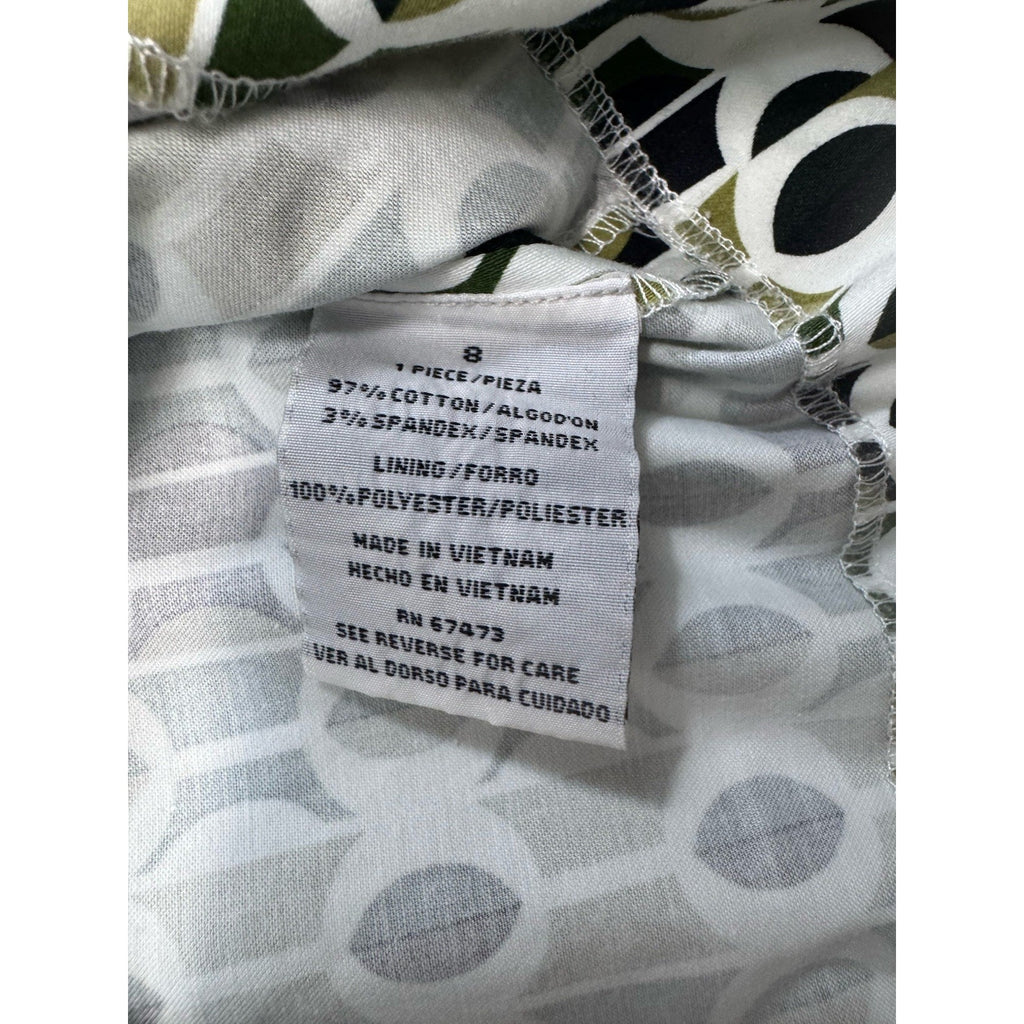 8
1 PIECE/PIEZA
97% COTTON/ALGOD'ON
3% SPANDEX/SPANDEX
LINING/FORRO
100% POLYESTER/POLIESTER
MADE IN VIETNAM
HECHO EN VIETNAM
RN 67473
SEE REVERSE FOR CARE
VER AL DORSO PARA CUIDADO